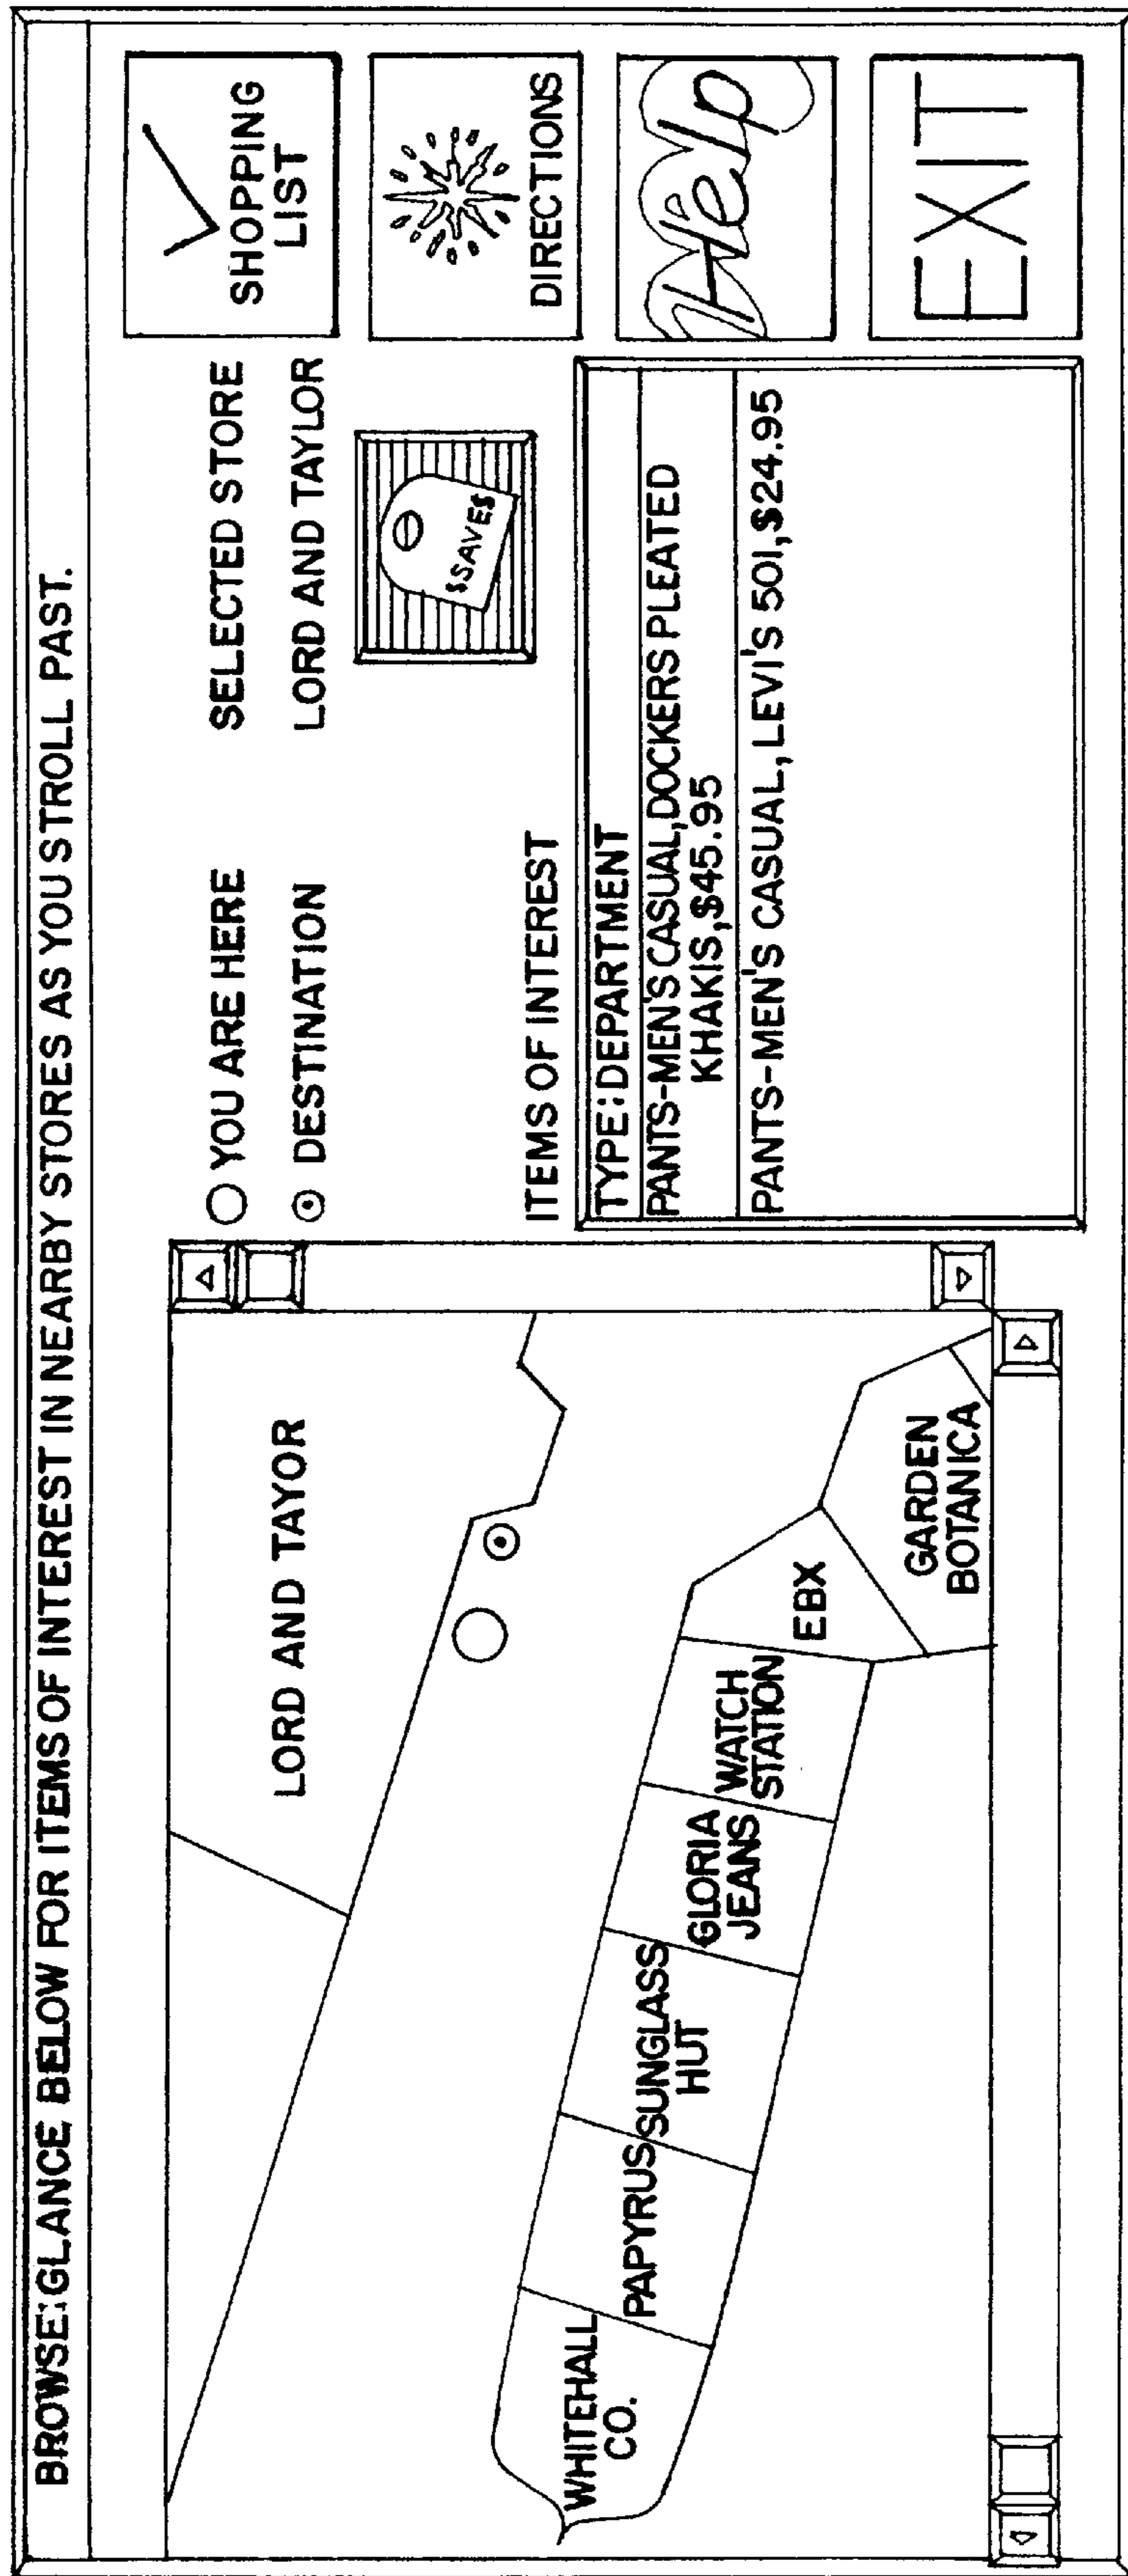 BROWSE: GLANCE BELOW FOR ITEMS OF INTEREST IN NEARBY STORES AS YOU STROLL PAST.
LORD AND TAYOR
WHITEHALL
CO.
PAPYRUS
SUNGLASS
HUT
GLORIA
JEANS
WATCH
STATION
EBX
GARDEN
BOTANICA
YOU ARE HERE
DESTINATION
SELECTED STORE
LORD AND TAYLOR
$SAVE$
ITEMS OF INTEREST
TYPE: DEPARTMENT
PANTS-MEN'S CASUAL, DOCKERS PLEATED
KHAKIS, $45.95
PANTS-MEN'S CASUAL, LEVI'S 501, $24.95
SHOPPING
LIST
DIRECTIONS
Help
EXIT